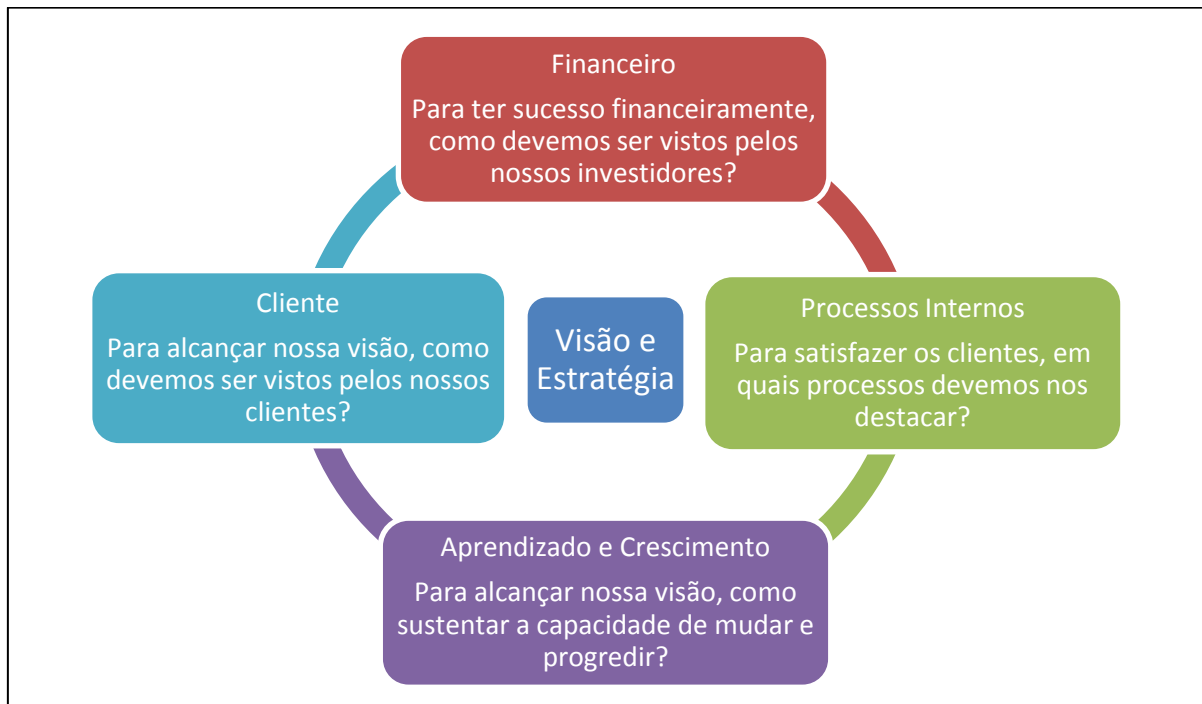 Financeiro
Para ter sucesso financeiramente,
como devemos ser vistos pelos
nossos investidores?
Cliente
Para alcançar nossa visão, como
devemos ser vistos pelos nossos
clientes?
Visão e
Estratégia
Processos Internos
Para satisfazer os clientes, em
quais processos devemos nos
destacar?
Aprendizado e Crescimento
Para alcançar nossa visão, como
sustentar a capacidade de mudar e
progredir?